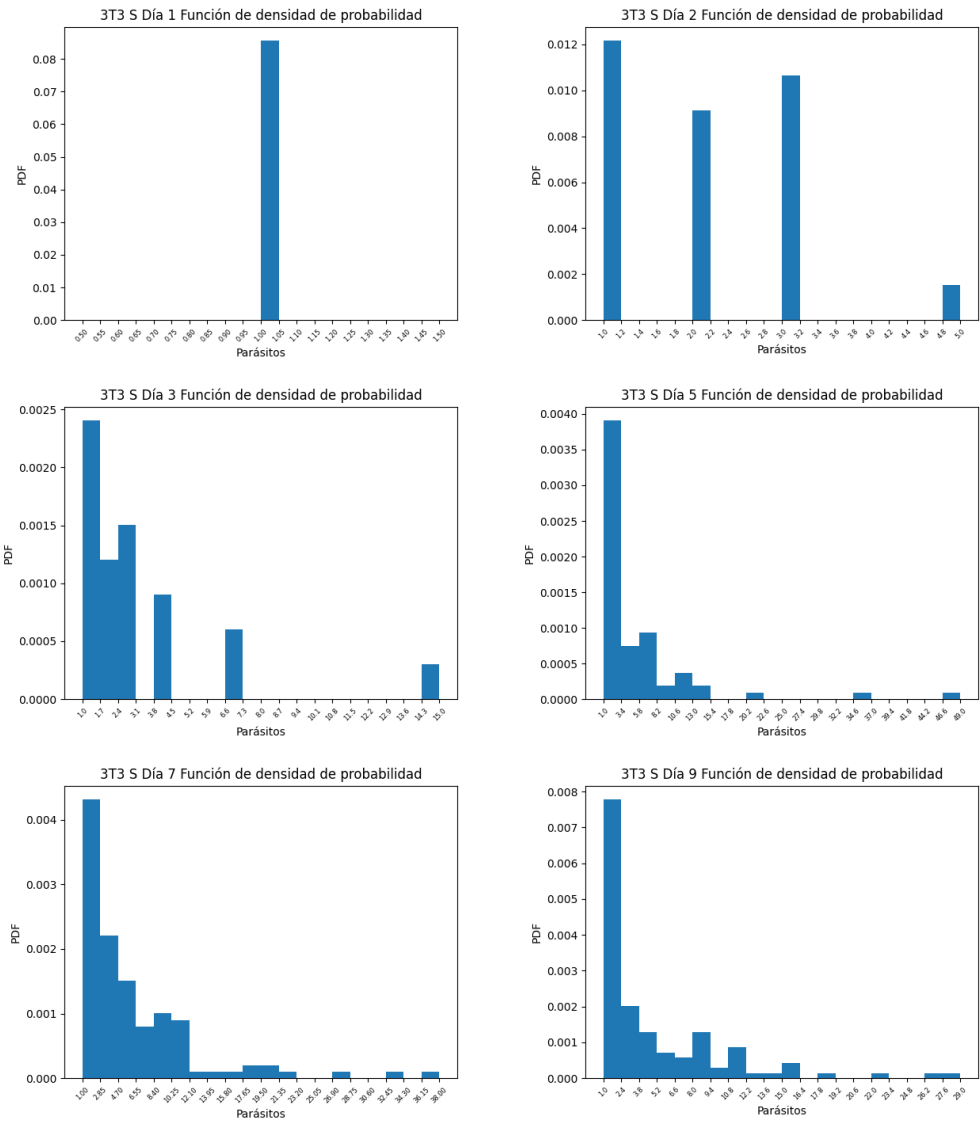 3T3 S Día 1 Función de densidad de probabilidad
0.08
0.07
0.06
0.05
0.04
0.03
0.02
0.01
0.00
PDF
0.50 0.55 0.60 0.65 0.70 0.75 0.80 0.85 0.90 0.95 1.00 1.05 1.10 1.15 1.20 1.25 1.30 1.35 1.40 1.45 1.50
Parásitos
3T3 S Día 2 Función de densidad de probabilidad
0.012
0.010
0.008
0.006
0.004
0.002
0.000
PDF
1.0 1.2 1.4 1.6 1.8 2.0 2.2 2.4 2.6 2.8 3.0 3.2 3.4 3.6 3.8 4.0 4.2 4.4 4.6 4.8 5.0
Parásitos
3T3 S Día 3 Función de densidad de probabilidad
0.0025
0.0020
0.0015
0.0010
0.0005
0.0000
PDF
1.0 1.7 2.4 3.1 3.8 4.5 5.2 5.9 6.6 7.3 8.0 8.7 9.4 10.1 10.8 11.5 12.2 12.9 13.6 14.3 15.0
Parásitos
3T3 S Día 5 Función de densidad de probabilidad
0.0040
0.0035
0.0030
0.0025
0.0020
0.0015
0.0010
0.0005
0.0000
PDF
1.0 3.4 5.8 8.2 10.6 13.0 15.4 17.8 20.2 22.6 25.0 27.4 29.8 32.2 34.6 37.0 39.4 41.8 44.2 46.6 49.0
Parásitos
3T3 S Día 7 Función de densidad de probabilidad
0.004
0.003
0.002
0.001
0.000
PDF
1.00 2.85 4.70 6.55 8.40 10.25 12.10 13.95 15.80 17.65 19.50 21.35 23.20 25.05 26.90 28.75 30.60 32.45 34.30 36.15 38.00
Parásitos
3T3 S Día 9 Función de densidad de probabilidad
0.008
0.007
0.006
0.005
0.004
0.003
0.002
0.001
0.000
PDF
1.0 2.4 3.8 5.2 6.6 8.0 9.4 10.8 12.2 13.6 15.0 16.4 17.8 19.2 20.6 22.0 23.4 24.8 26.2 27.6 29.0
Parásitos